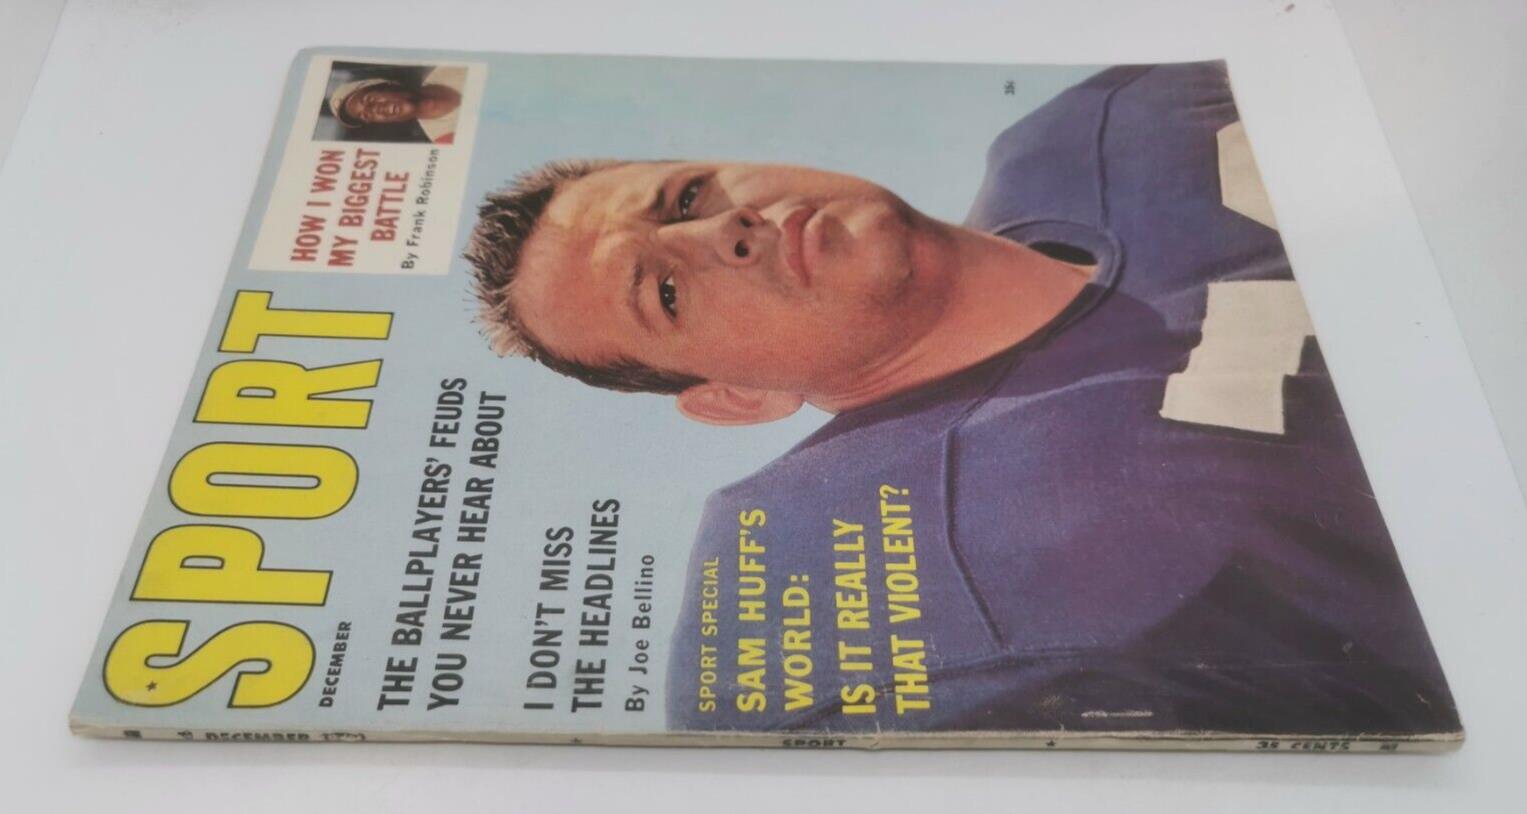 HOW I WON
MY BIGGEST
BATTLE
By Frank Robinson
SPORT
DECEMBER
35¢
THE BALLPLAYERS' FEUDS
YOU NEVER HEAR ABOUT
I DON'T MISS
THE HEADLINES
By Joe Bellino
SPORT SPECIAL
SAM HUFF'S
WORLD:
IS IT REALLY
THAT VIOLENT?
DECEMBER
SPORT
35 CENTS